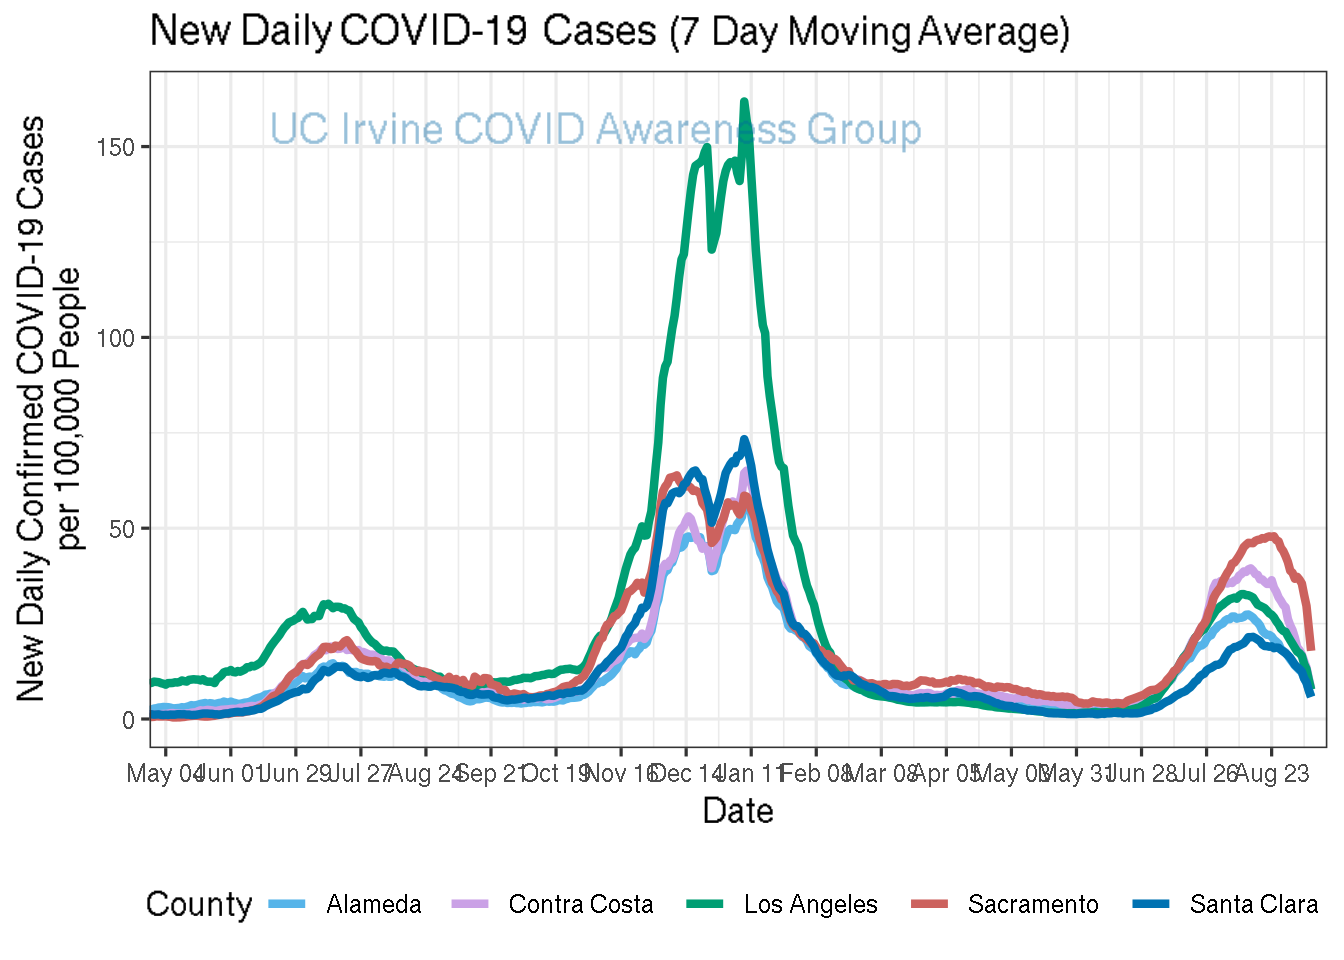 New Daily COVID-19 Cases (7 Day Moving Average)
UC Irvine COVID Awareness Group
New Daily Confirmed COVID-19 Cases
per 100,000 People
150
100
50
0
May 04 Jun 01 Jun 29 Jul 27 Aug 24 Sep 21 Oct 19 Nov 16 Dec 14 Jan 11 Feb 08 Mar 08 Apr 05 May 03 May 31 Jun 28 Jul 26 Aug 23
Date
County Alameda Contra Costa Los Angeles Sacramento Santa Clara